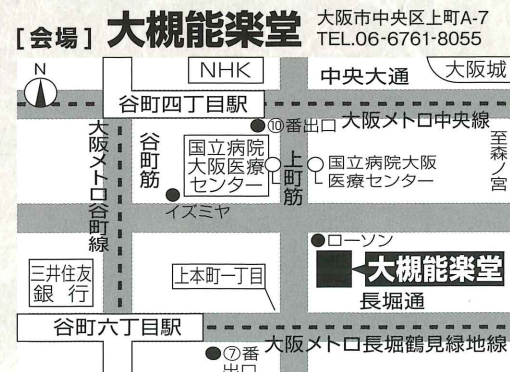 [会場] 大槻能楽堂
大阪市中央区上町A-7
TEL.06-6761-8055
N
NHK
中央大通
大阪城
谷町四丁目駅
⑩番出口
大阪メトロ中央線
至森ノ宮
大阪メトロ谷町線
谷町筋
国立病院
大阪医療
センター
上町筋
国立病院大阪
医療センター
イズミヤ
ローソン
大槻能楽堂
三井住友
銀行
上本町一丁目
長堀通
谷町六丁目駅
大阪メトロ長堀鶴見緑地線
⑦番
出口